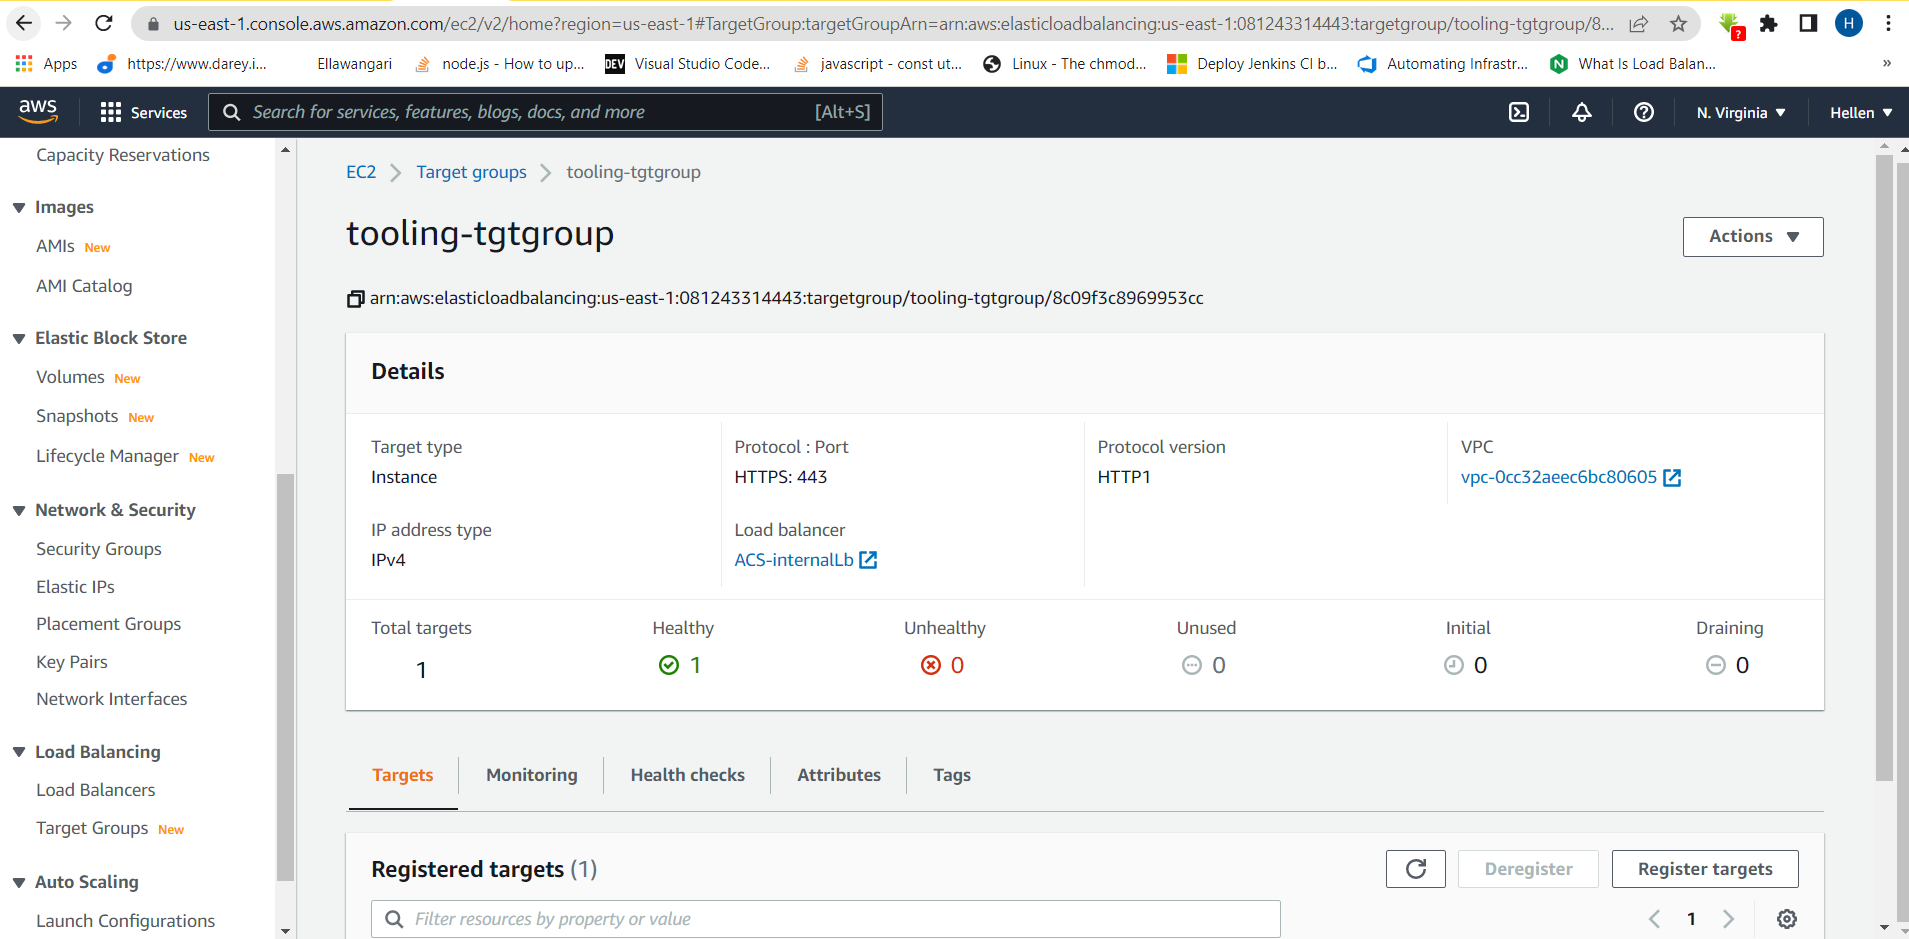 us-east-1.console.aws.amazon.com/ec2/v2/home?region=us-east-1#TargetGroup:targetGroupArn=arn:aws:elasticloadbalancing:us-east-1:081243314443:targetgroup/tooling-tgtgroup/8...
?
H
Apps
https://www.darey.i...
Ellawangari
node.js - How to up...
DEV
Visual Studio Code...
javascript - const ut...
Linux - The chmod...
Deploy Jenkins CI b...
Automating Infrastr...
N
What Is Load Balan...
»
aws
Services
Search for services, features, blogs, docs, and more
[Alt+S]
N. Virginia
Hellen
Capacity Reservations
Images
AMIs New
AMI Catalog
Elastic Block Store
Volumes New
Snapshots New
Lifecycle Manager New
Network & Security
Security Groups
Elastic IPs
Placement Groups
Key Pairs
Network Interfaces
Load Balancing
Load Balancers
Target Groups New
Auto Scaling
Launch Configurations
EC2 > Target groups > tooling-tgtgroup
tooling-tgtgroup
Actions
arn:aws:elasticloadbalancing:us-east-1:081243314443:targetgroup/tooling-tgtgroup/8c09f3c8969953cc
Details
Target type
Instance
Protocol : Port
HTTPS: 443
Protocol version
HTTP1
VPC
vpc-0cc32aeec6bc80605
IP address type
IPv4
Load balancer
ACS-internalLb
Total targets
1
Healthy
1
Unhealthy
0
Unused
0
Initial
0
Draining
0
Targets
Monitoring
Health checks
Attributes
Tags
Registered targets (1)
Deregister
Register targets
Filter resources by property or value
1